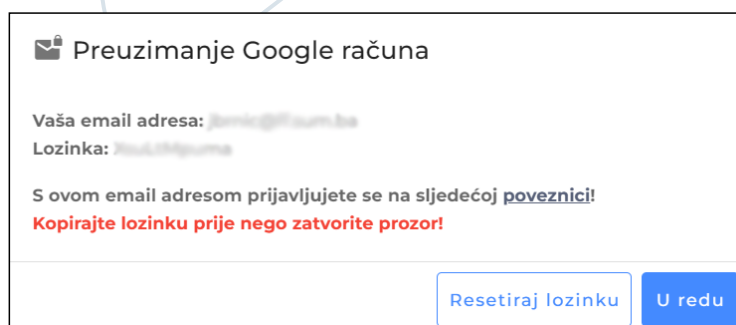 Preuzimanje Google računa
Vaša email adresa:
Lozinka:
S ovom email adresom prijavljujete se na sljedećoj poveznici!
Kopirajte lozinku prije nego zatvorite prozor!
Resetiraj lozinku U redu